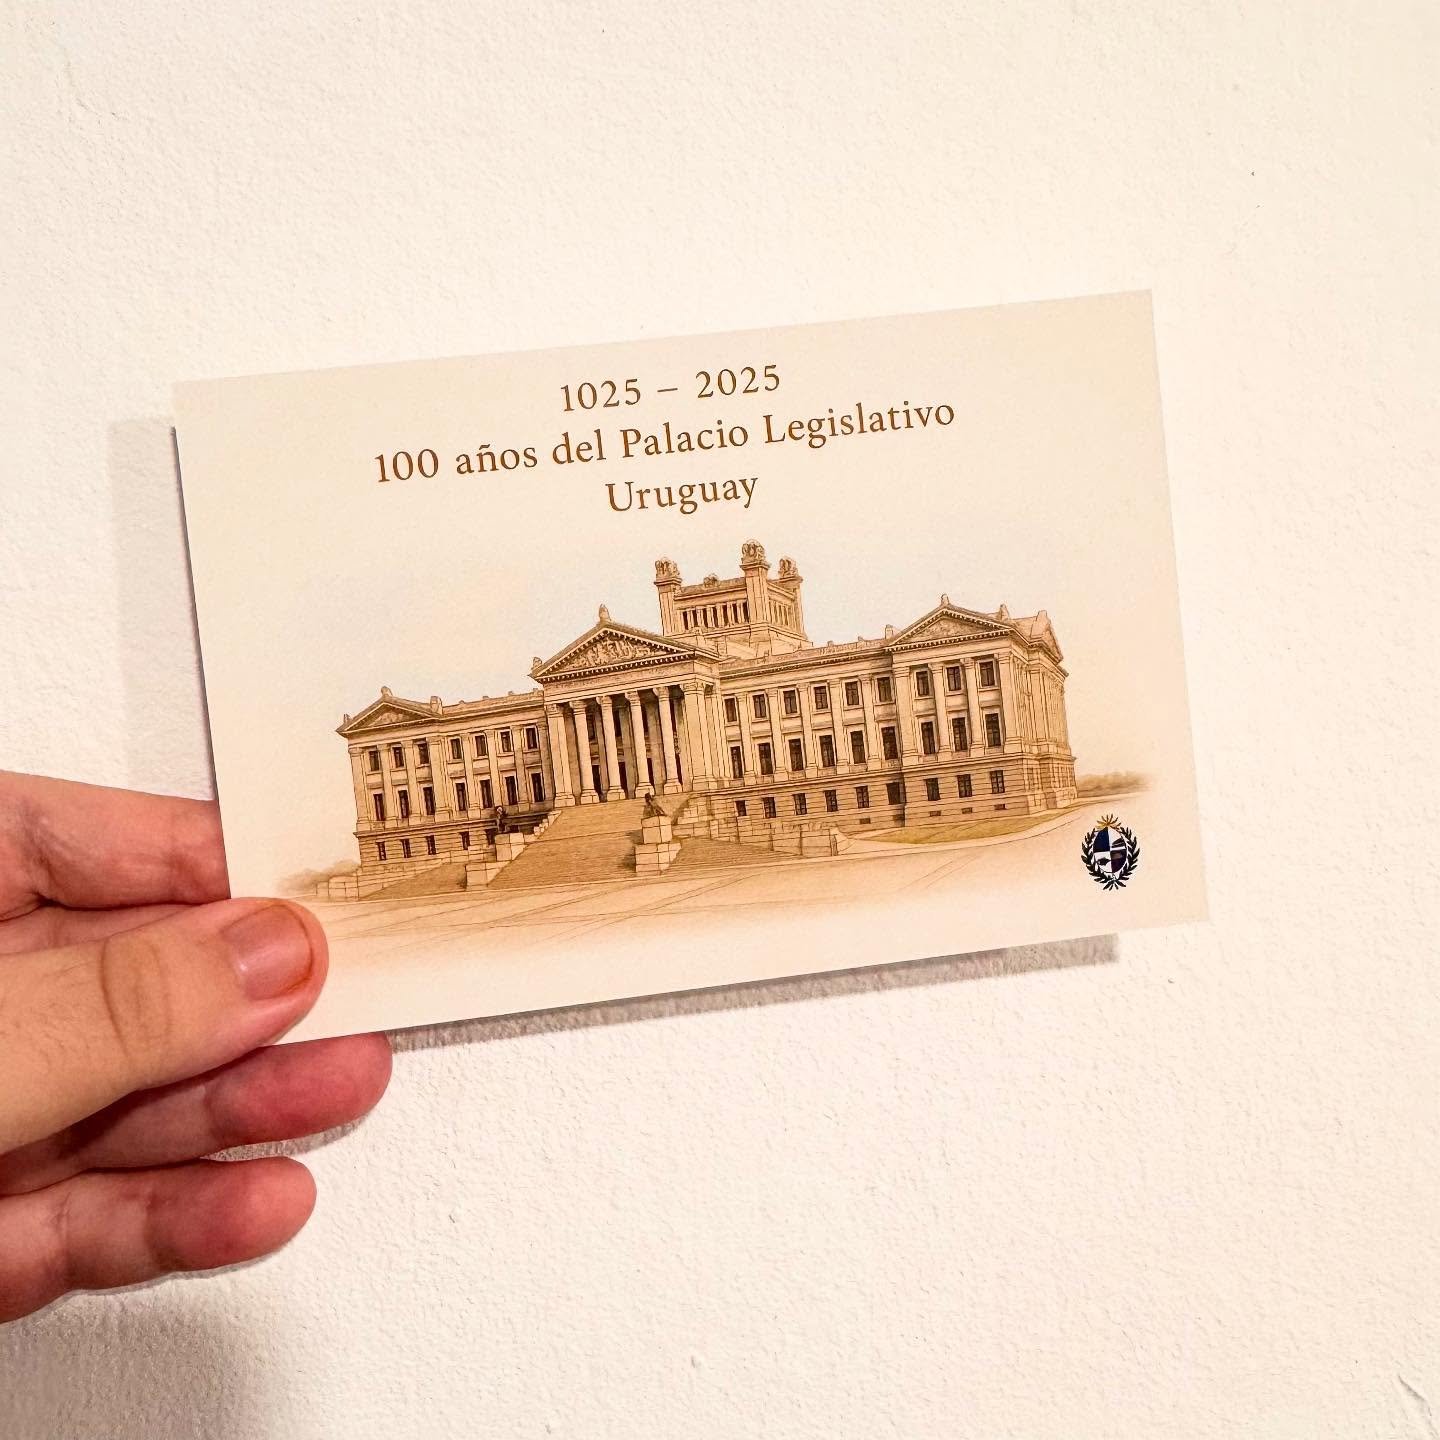 1025 – 2025
100 años del Palacio Legislativo
Uruguay